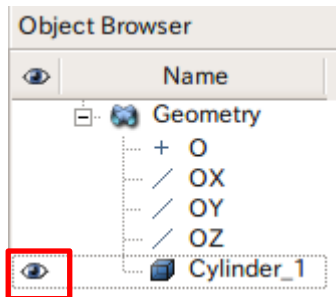 Object Browser
Name
Geometry
O
OX
OY
OZ
Cylinder_1